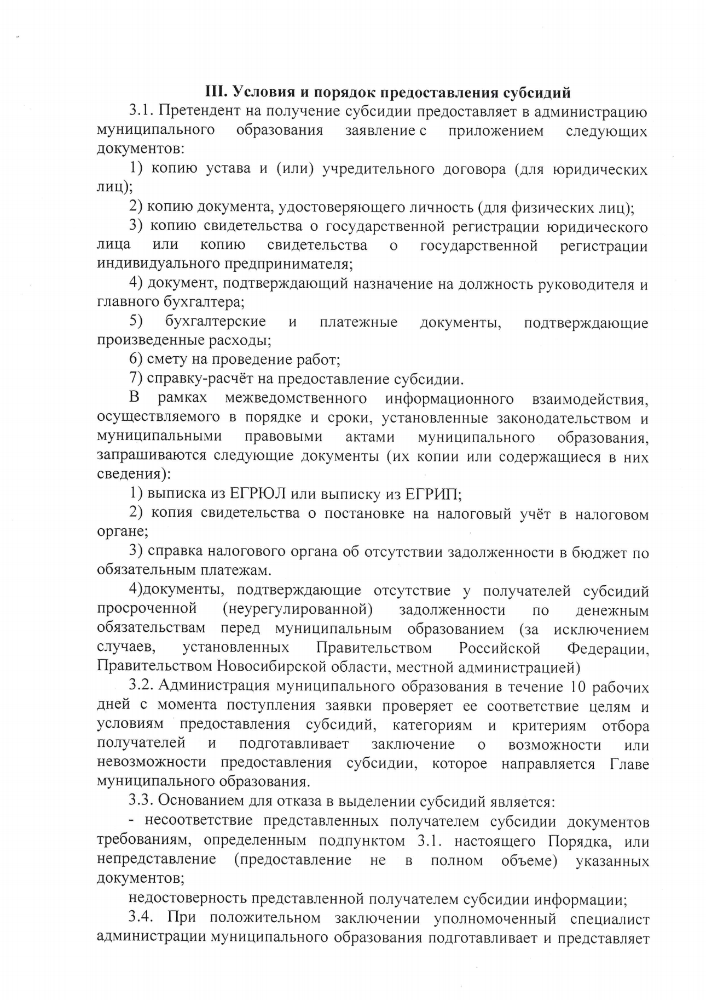 III. Условия и порядок предоставления субсидий
3.1. Претендент на получение субсидии предоставляет в администрацию
муниципального образования заявление с приложением следующих
документов:
1) копию устава и (или) учредительного договора (для юридических
лиц);
2) копию документа, удостоверяющего личность (для физических лиц);
3) копию свидетельства о государственной регистрации юридического
лица или копию свидетельства о государственной регистрации
индивидуального предпринимателя;
4) документ, подтверждающий назначение на должность руководителя и
главного бухгалтера;
5) бухгалтерские и платежные документы, подтверждающие
произведенные расходы;
6) смету на проведение работ;
7) справку-расчёт на предоставление субсидии.
В рамках межведомственного информационного взаимодействия,
осуществляемого в порядке и сроки, установленные законодательством и
муниципальными правовыми актами муниципального образования,
запрашиваются следующие документы (их копии или содержащиеся в них
сведения):
1) выписка из ЕГРЮЛ или выписку из ЕГРИП;
2) копия свидетельства о постановке на налоговый учёт в налоговом
органе;
3) справка налогового органа об отсутствии задолженности в бюджет по
обязательным платежам.
4)документы, подтверждающие отсутствие у получателей субсидий
просроченной (неурегулированной) задолженности по денежным
обязательствам перед муниципальным образованием (за исключением
случаев, установленных Правительством Российской Федерации,
Правительством Новосибирской области, местной администрацией)
3.2. Администрация муниципального образования в течение 10 рабочих
дней с момента поступления заявки проверяет ее соответствие целям и
условиям предоставления субсидий, категориям и критериям отбора
получателей и подготавливает заключение о возможности или
невозможности предоставления субсидии, которое направляется Главе
муниципального образования.
3.3. Основанием для отказа в выделении субсидий является:
- несоответствие представленных получателем субсидии документов
требованиям, определенным подпунктом 3.1. настоящего Порядка, или
непредставление (предоставление не в полном объеме) указанных
документов;
недостоверность представленной получателем субсидии информации;
3.4. При положительном заключении уполномоченный специалист
администрации муниципального образования подготавливает и представляет